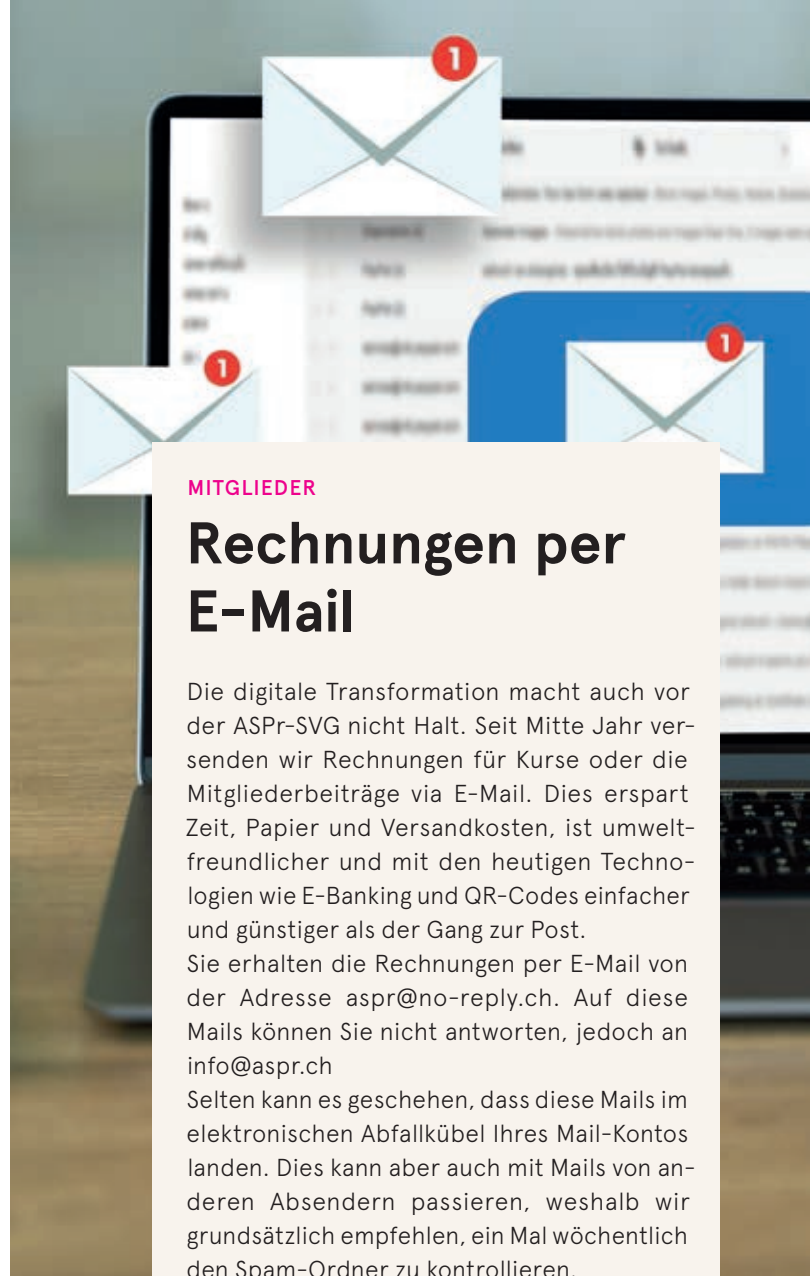 1
1
1
MITGLIEDER
Rechnungen per
E-Mail
Die digitale Transformation macht auch vor
der ASPr-SVG nicht Halt. Seit Mitte Jahr ver-
senden wir Rechnungen für Kurse oder die
Mitgliederbeiträge via E-Mail. Dies erspart
Zeit, Papier und Versandkosten, ist umwelt-
freundlicher und mit den heutigen Techno-
logien wie E-Banking und QR-Codes einfacher
und günstiger als der Gang zur Post.
Sie erhalten die Rechnungen per E-Mail von
der Adresse aspr@no-reply.ch. Auf diese
Mails können Sie nicht antworten, jedoch an
info@aspr.ch
Selten kann es geschehen, dass diese Mails im
elektronischen Abfallkübel Ihres Mail-Kontos
landen. Dies kann aber auch mit Mails von an-
deren Absendern passieren, weshalb wir
grundsätzlich empfehlen, ein Mal wöchentlich
den Spam-Ordner zu kontrollieren.